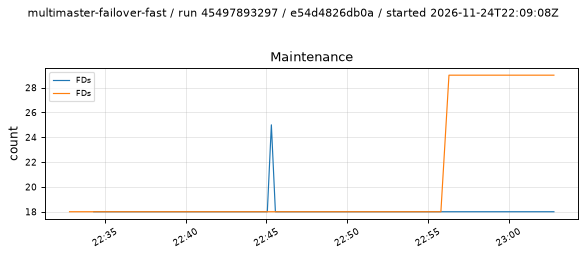 multimaster-failover-fast / run 45497893297 / e54d4826db0a / started 2026-11-24T22:09:08Z
Maintenance
FDs
FDs
count
28
26
24
22
20
18
22:35
22:40
22:45
22:50
22:55
23:00